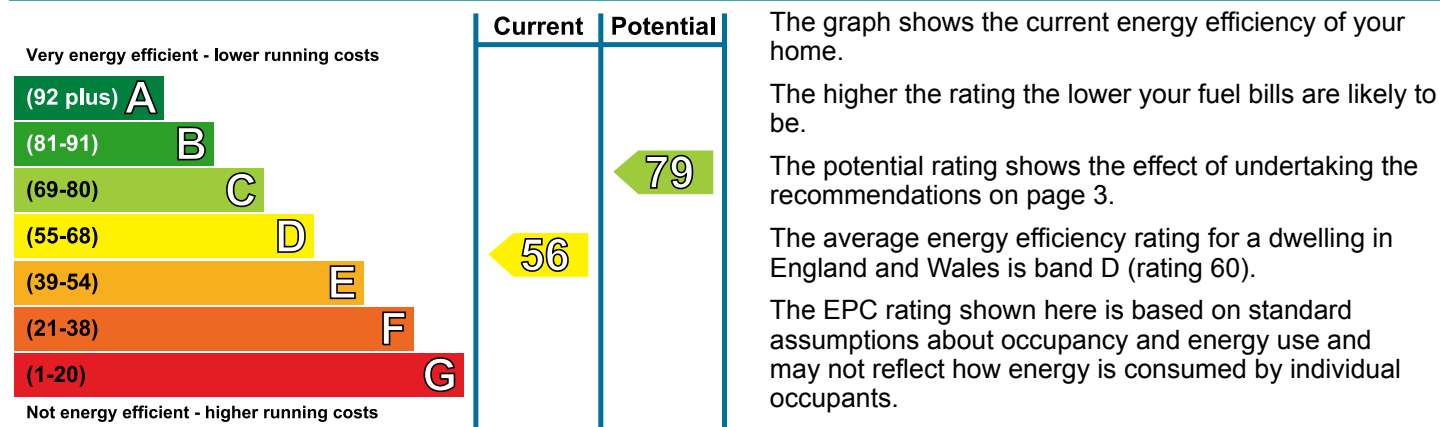 Current Potential
Very energy efficient - lower running costs
(92 plus) A
(81-91) B
(69-80) C
(55-68) D
(39-54) E
(21-38) F
(1-20) G
Not energy efficient - higher running costs
79
56
The graph shows the current energy efficiency of your
home.
The higher the rating the lower your fuel bills are likely to
be.
The potential rating shows the effect of undertaking the
recommendations on page 3.
The average energy efficiency rating for a dwelling in
England and Wales is band D (rating 60).
The EPC rating shown here is based on standard
assumptions about occupancy and energy use and
may not reflect how energy is consumed by individual
occupants.